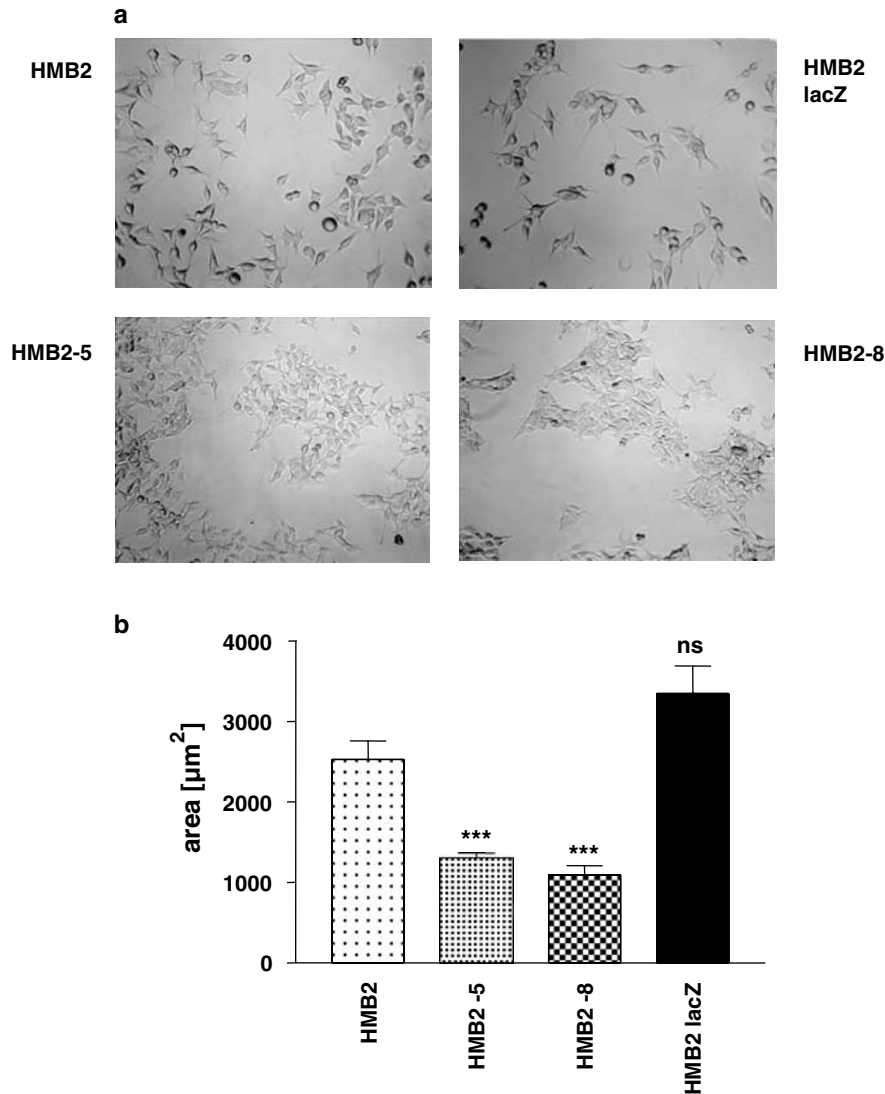 a
HMB2
HMB2
lacZ
HMB2-5
HMB2-8
b
area [µm²]
4000
3000
2000
1000
0
***
***
ns
HMB2
HMB2 -5
HMB2 -8
HMB2 lacZ